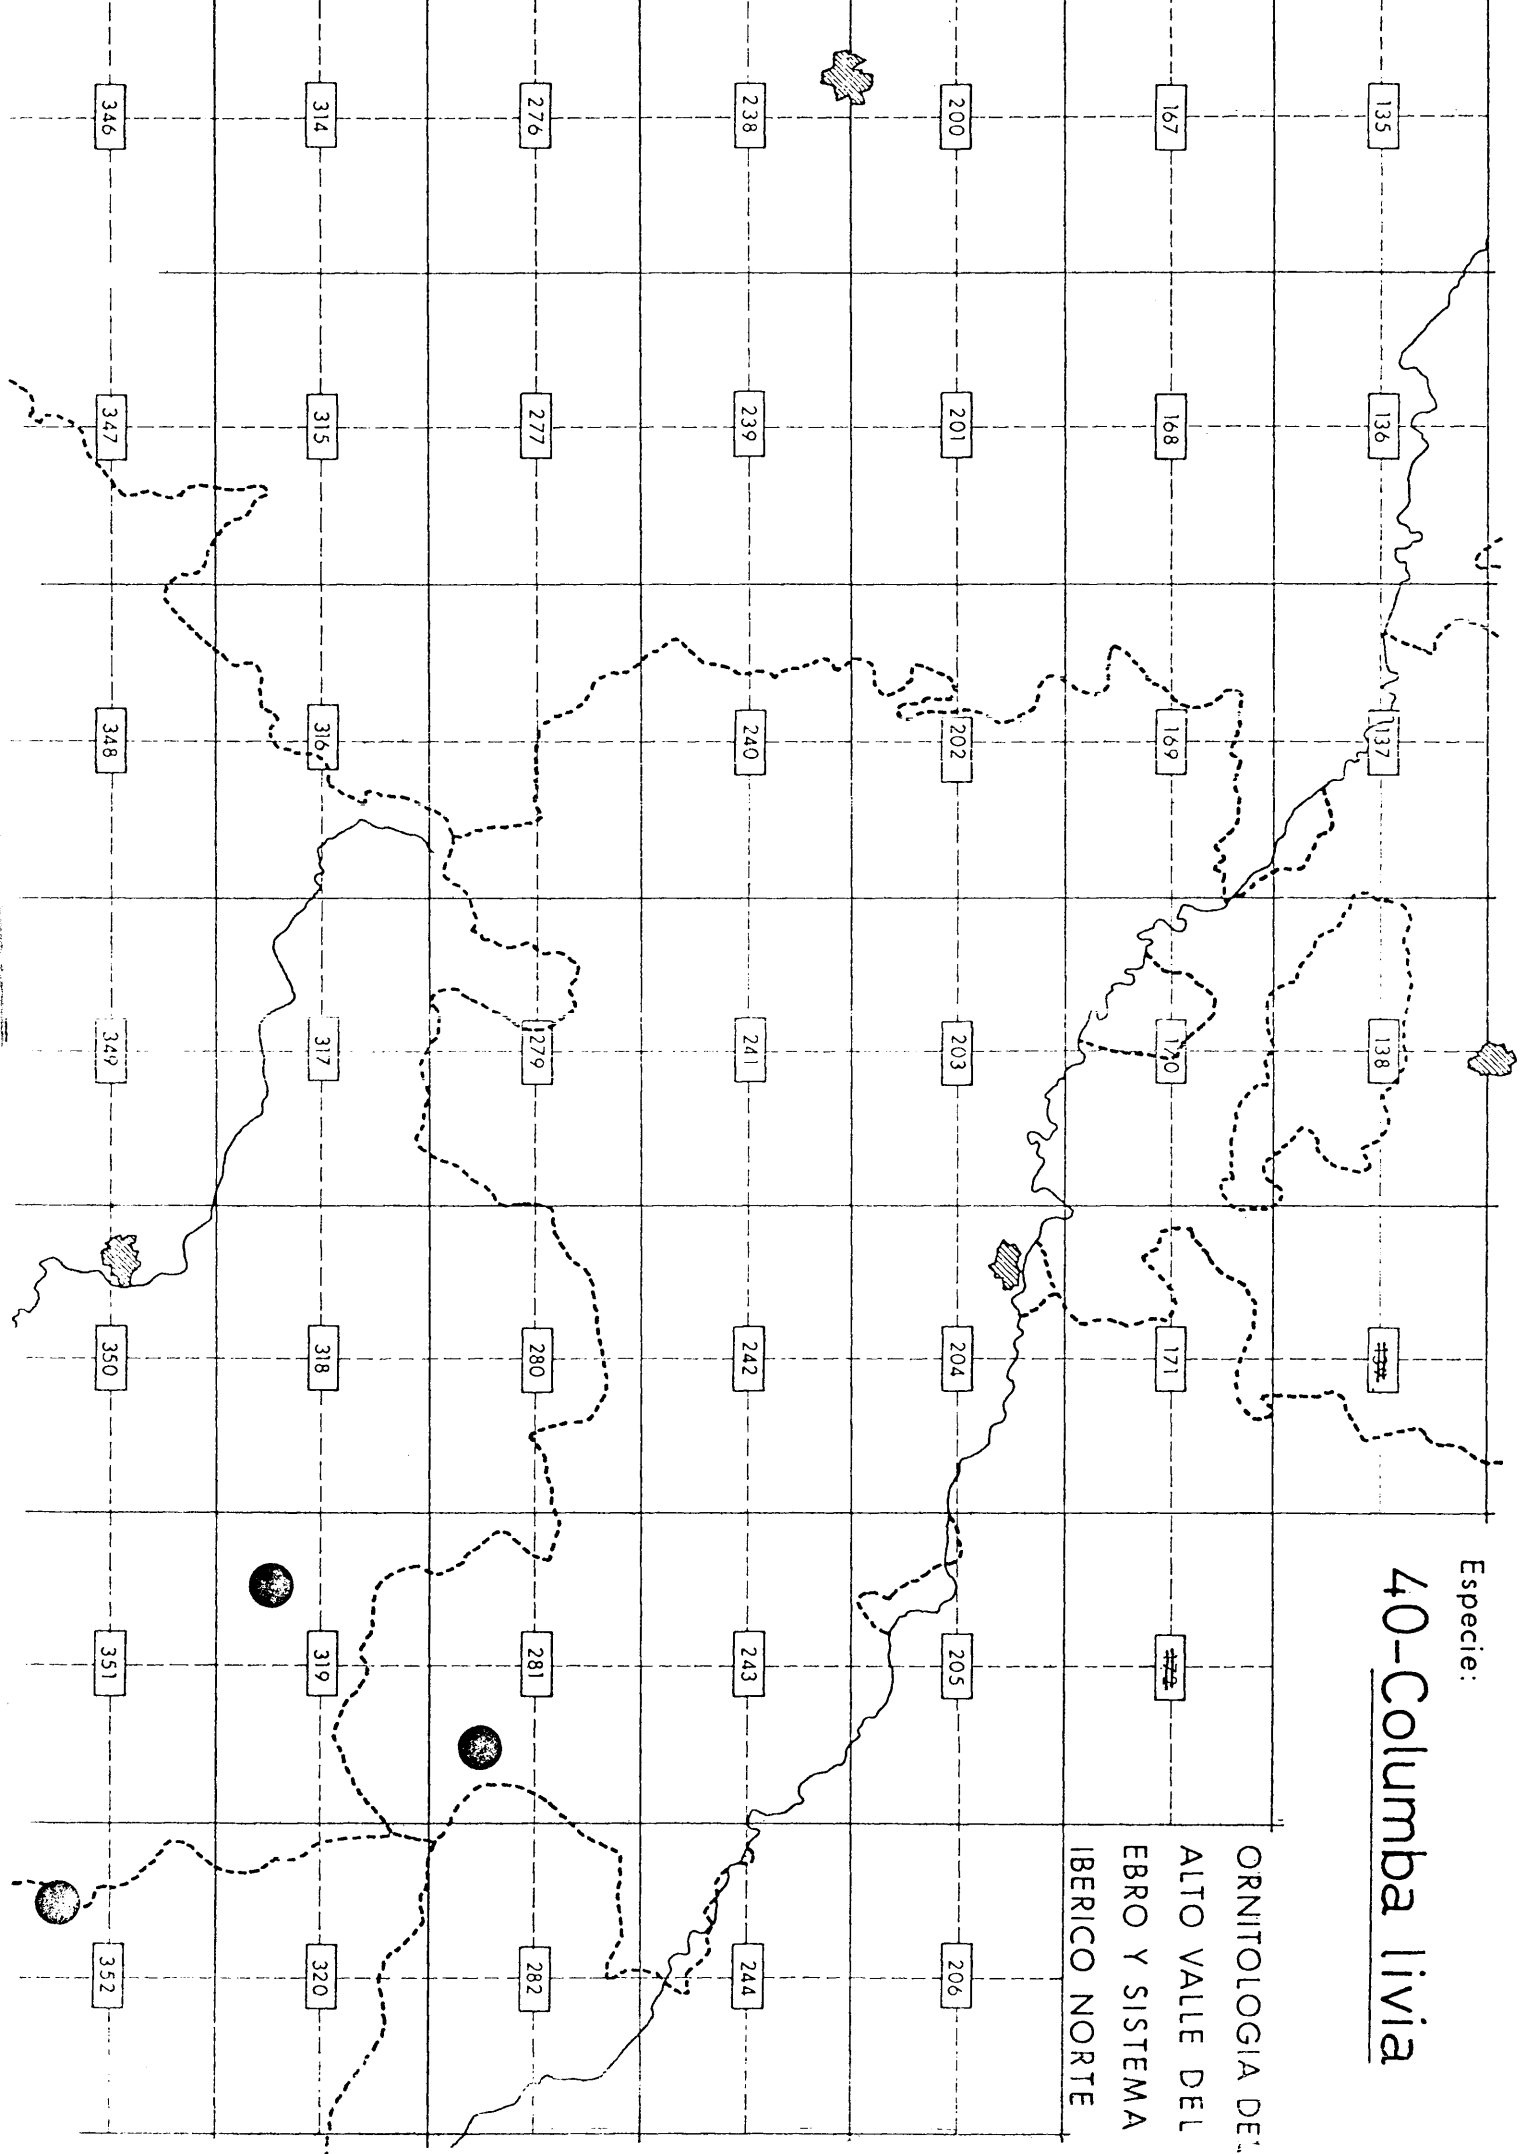 Especie:
40-Columba livia
ORNITOLOGIA DEL
ALTO VALLE DEL
EBRO Y SISTEMA
IBERICO NORTE
135 136 137 138
167 168 169 170 171
200 201 202 203 204 205 206
238 239 240 241 242 243 244
276 277 279 280 281 282
314 315 316 317 318 319 320
346 347 348 349 350 351 352